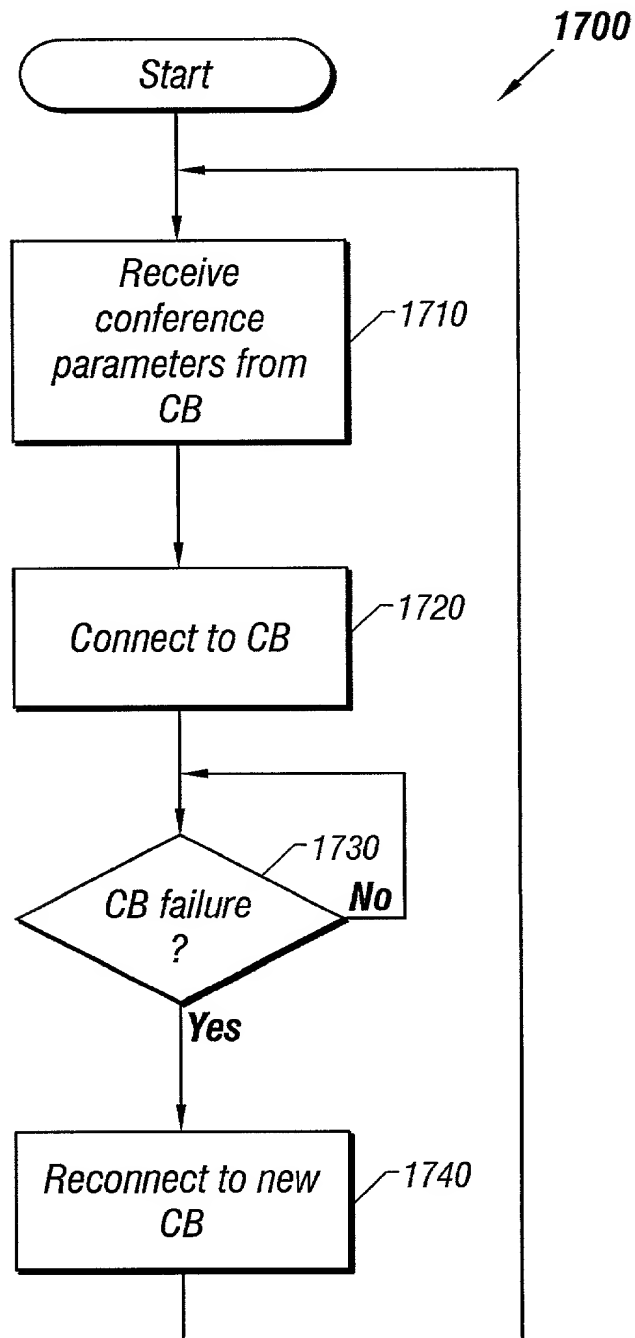 1700
Start
Receive
conference
parameters from
CB
1710
Connect to CB
1720
1730
CB failure
?
No
Yes
Reconnect to new
CB
1740